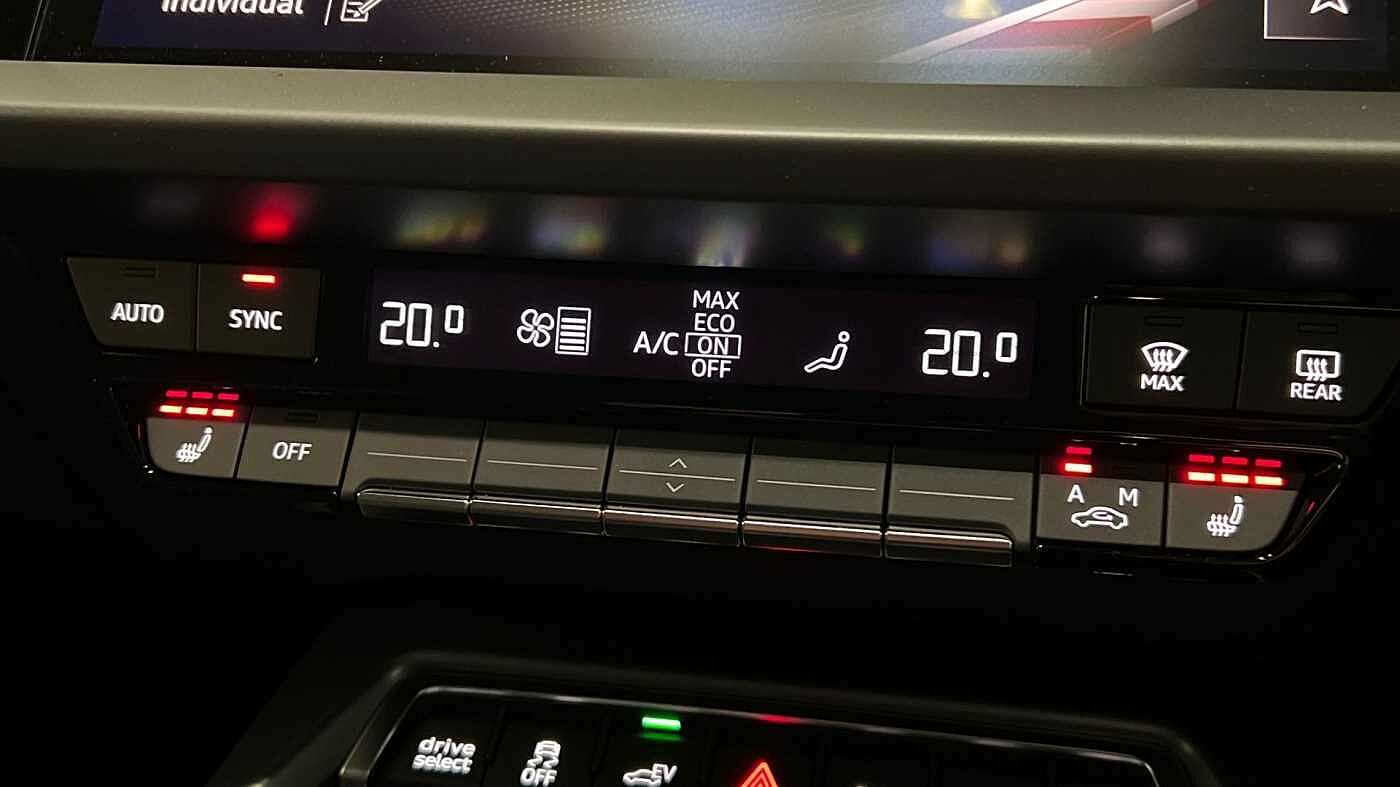 Individual
AUTO
SYNC
20.0
A/C
MAX
ECO
ON
OFF
20.0
MAX
REAR
OFF
A M
drive
select
OFF
EV